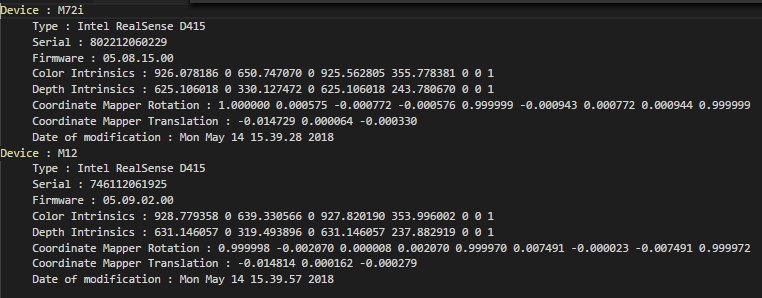 Device : M72i
Type : Intel RealSense D415
Serial : 802212060229
Firmware : 05.08.15.00
Color Intrinsics : 926.078186 0 650.747070 0 925.562805 355.778381 0 0 1
Depth Intrinsics : 625.106018 0 330.127472 0 625.106018 243.780670 0 0 1
Coordinate Mapper Rotation : 1.000000 0.000575 -0.000772 -0.000576 0.999999 -0.000943 0.000772 0.000944 0.999999
Coordinate Mapper Translation : -0.014729 0.000064 -0.000330
Date of modification : Mon May 14 15.39.28 2018
Device : M12
Type : Intel RealSense D415
Serial : 746112061925
Firmware : 05.09.02.00
Color Intrinsics : 928.779358 0 639.330566 0 927.820190 353.996002 0 0 1
Depth Intrinsics : 631.146057 0 319.493896 0 631.146057 237.882919 0 0 1
Coordinate Mapper Rotation : 0.999998 -0.002070 0.000008 0.002070 0.999970 0.007491 -0.000023 -0.007491 0.999972
Coordinate Mapper Translation : -0.014814 0.000162 -0.000279
Date of modification : Mon May 14 15.39.57 2018